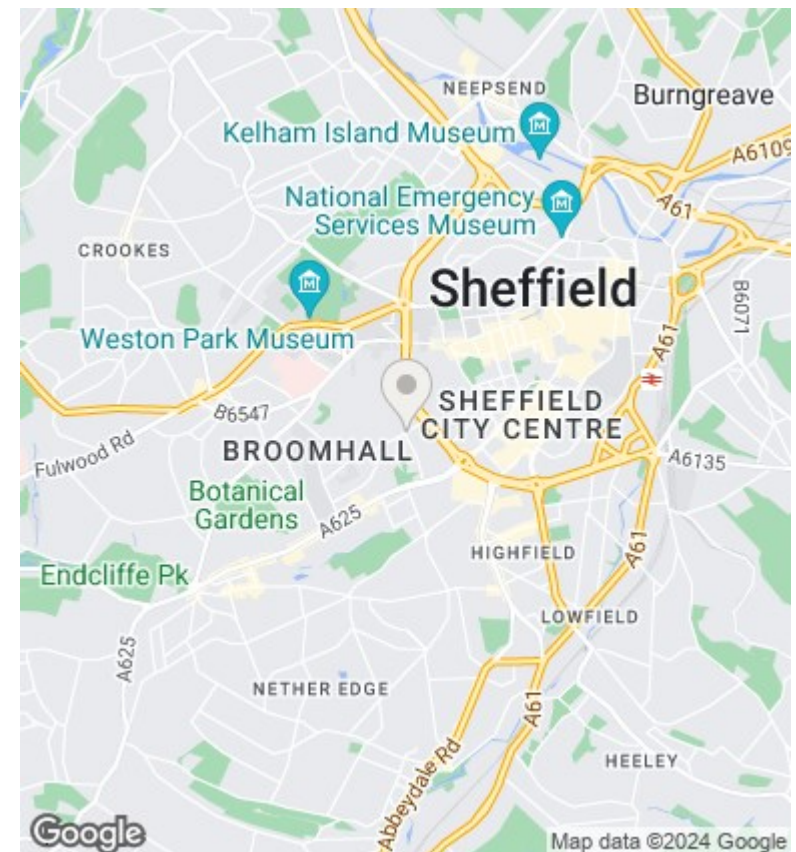 NEEPSEND
Burngreave
Kelham Island Museum
A6109
National Emergency
Services Museum
A61
CROOKES
Sheffield
B6071
Weston Park Museum
A61
SHEFFIELD
CITY CENTRE
B6547
BROOMHALL
Fulwood Rd
A6135
Botanical
Gardens
A625
HIGHFIELD
A61
Endcliffe Pk
LOWFIELD
A625
NETHER EDGE
A61
HEELEY
Abbeydale Rd
Google
Map data ©2024 Google